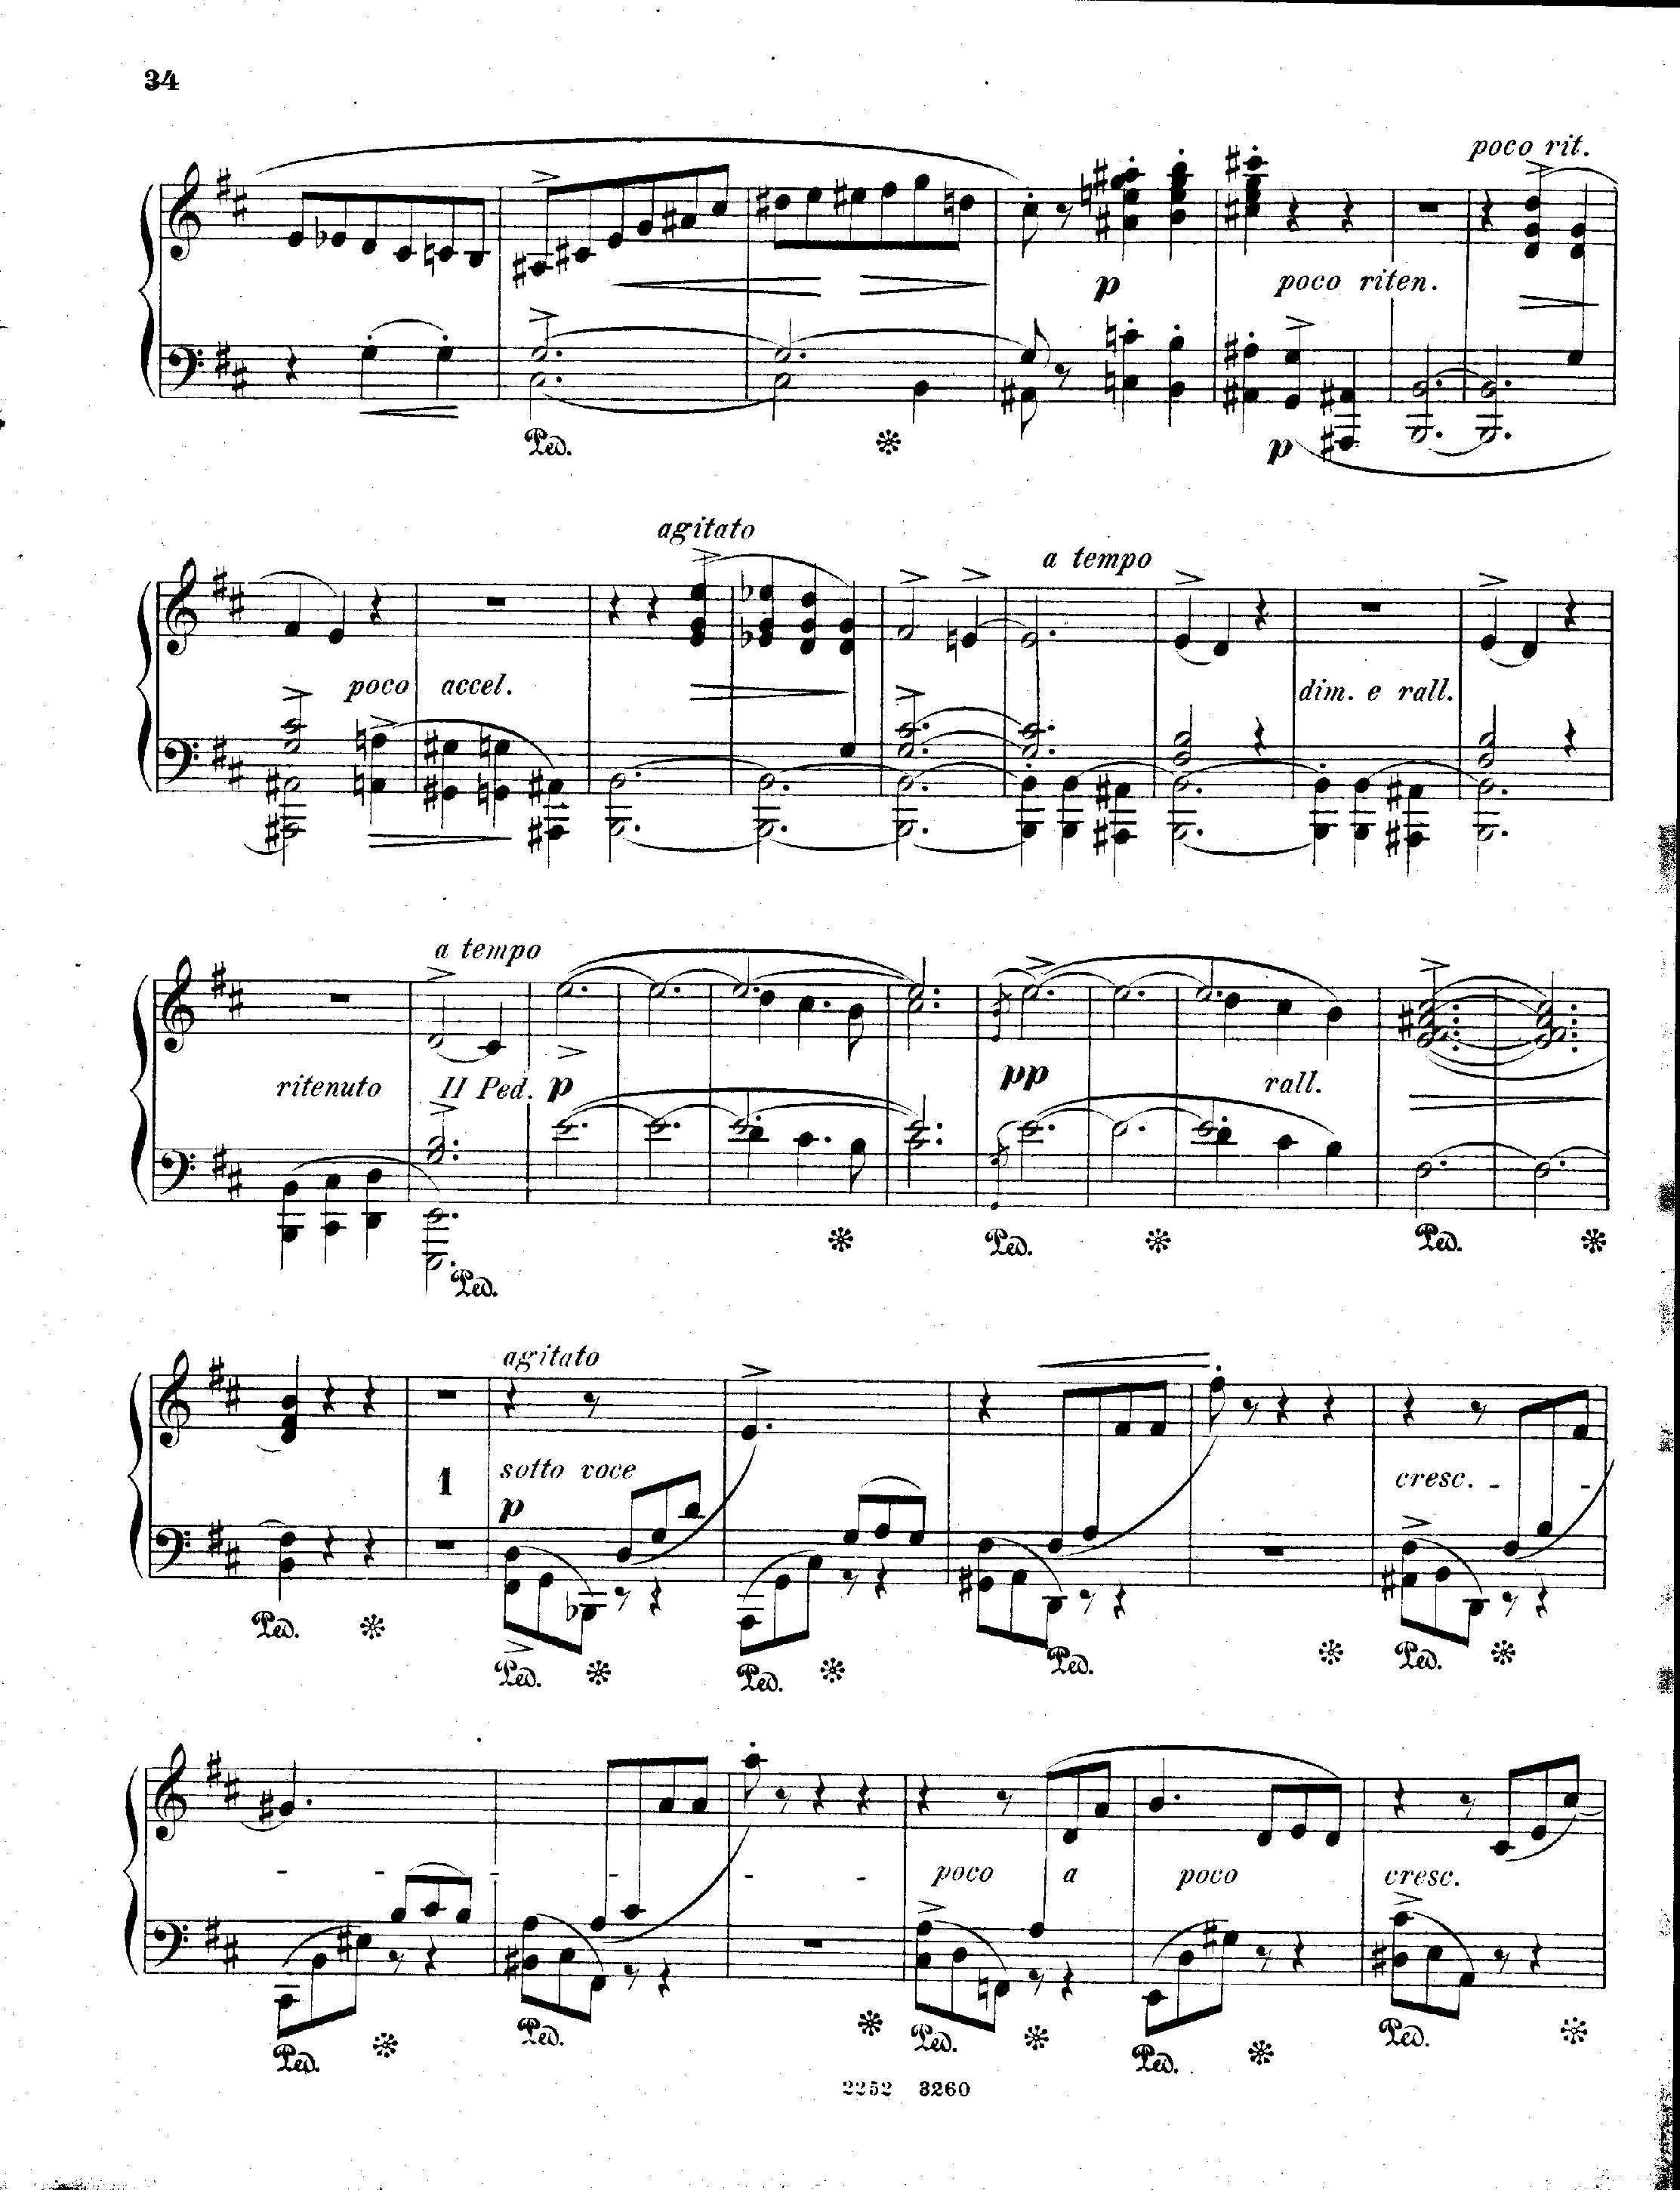 34
poco rit.
p
poco riten.
p
Ped.
agitato
a tempo
poco accel.
dim. e rall.
a tempo
ritenuto
II Ped. p
pp
rall.
Ped.
Ped.
Ped.
agitato
1
sotto voce
cresc. - -
p
Ped.
Ped.
Ped.
Ped.
Ped.
- - - - - - poco a poco cresc.
Ped.
Ped.
Ped.
Ped.
Ped.
2252 3260